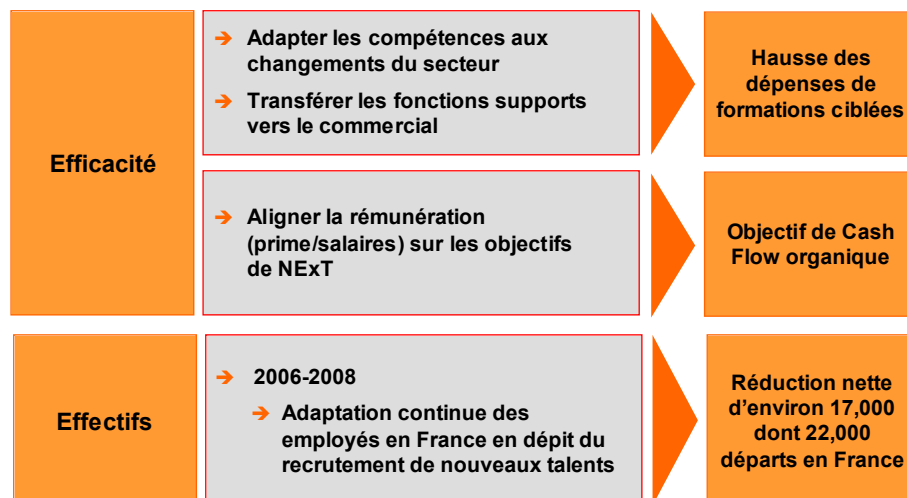 Efficacité
➔ Adapter les compétences aux
changements du secteur
➔ Transférer les fonctions supports
vers le commercial
Hausse des
dépenses de
formations ciblées
➔ Aligner la rémunération
(prime/salaires) sur les objectifs
de NExT
Objectif de Cash
Flow organique
Effectifs
➔ 2006-2008
➔ Adaptation continue des
employés en France en dépit du
recrutement de nouveaux talents
Réduction nette
d'environ 17,000
dont 22,000
départs en France